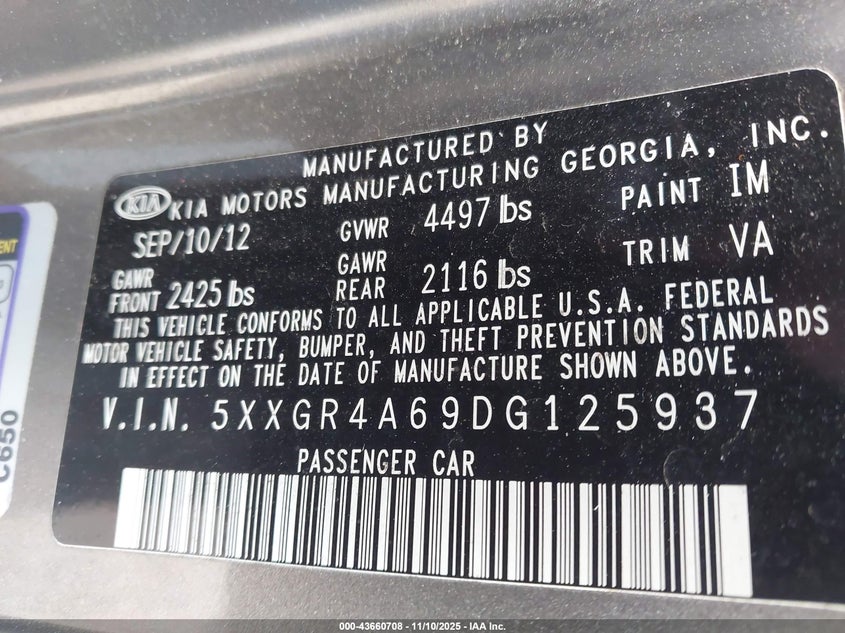 MANUFACTURED BY
KIA KIA MOTORS MANUFACTURING GEORGIA, INC.
SEP/10/12 GVWR 4497 lbs PAINT IM
GAWR FRONT 2425 lbs GAWR REAR 2116 lbs TRIM VA
THIS VEHICLE CONFORMS TO ALL APPLICABLE U.S.A. FEDERAL
MOTOR VEHICLE SAFETY, BUMPER, AND THEFT PREVENTION STANDARDS
IN EFFECT ON THE DATE OF MANUFACTURE SHOWN ABOVE.
V.I.N. 5XXGR4A69DG125937
PASSENGER CAR
C650
000-43660708 - 11/10/2025 - IAA Inc.